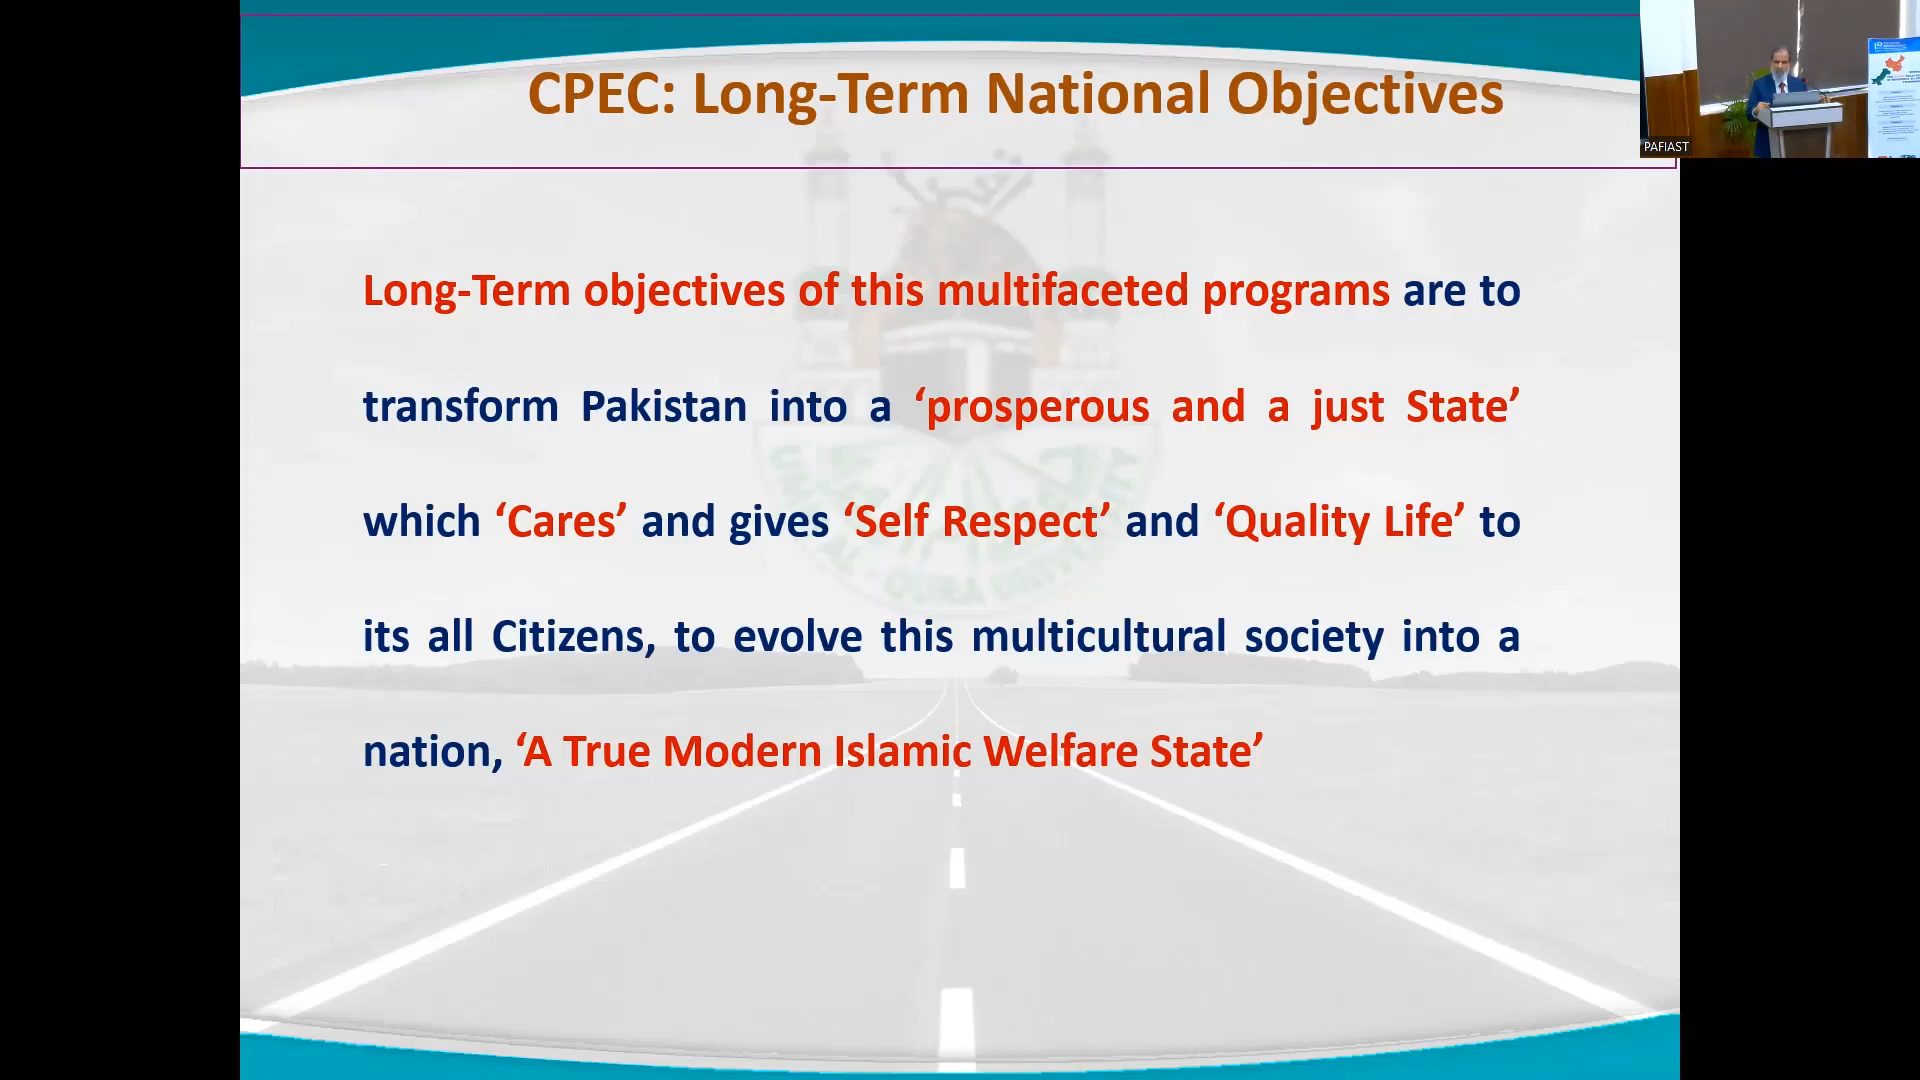 CPEC: Long-Term National Objectives
PAFIAST
Long-Term objectives of this multifaceted programs are to
transform Pakistan into a ‘prosperous and a just State’
which ‘Cares’ and gives ‘Self Respect’ and ‘Quality Life’ to
its all Citizens, to evolve this multicultural society into a
nation, ‘A True Modern Islamic Welfare State’